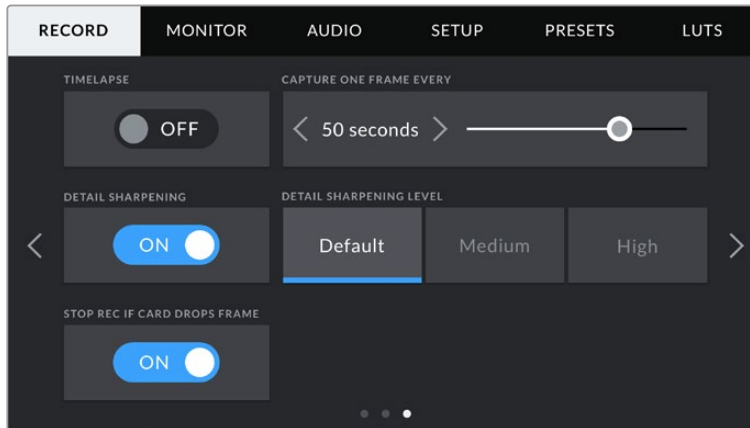 RECORD MONITOR AUDIO SETUP PRESETS LUTS
TIMELAPSE CAPTURE ONE FRAME EVERY
OFF 50 seconds
DETAIL SHARPENING DETAIL SHARPENING LEVEL
ON Default Medium High
STOP REC IF CARD DROPS FRAME
ON